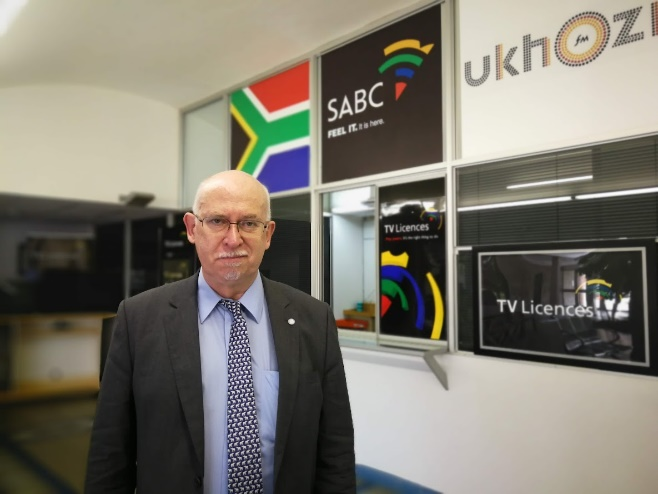 SABC
FEEL IT. It is here.
ukhozi
fm
TV Licences
TV Licences